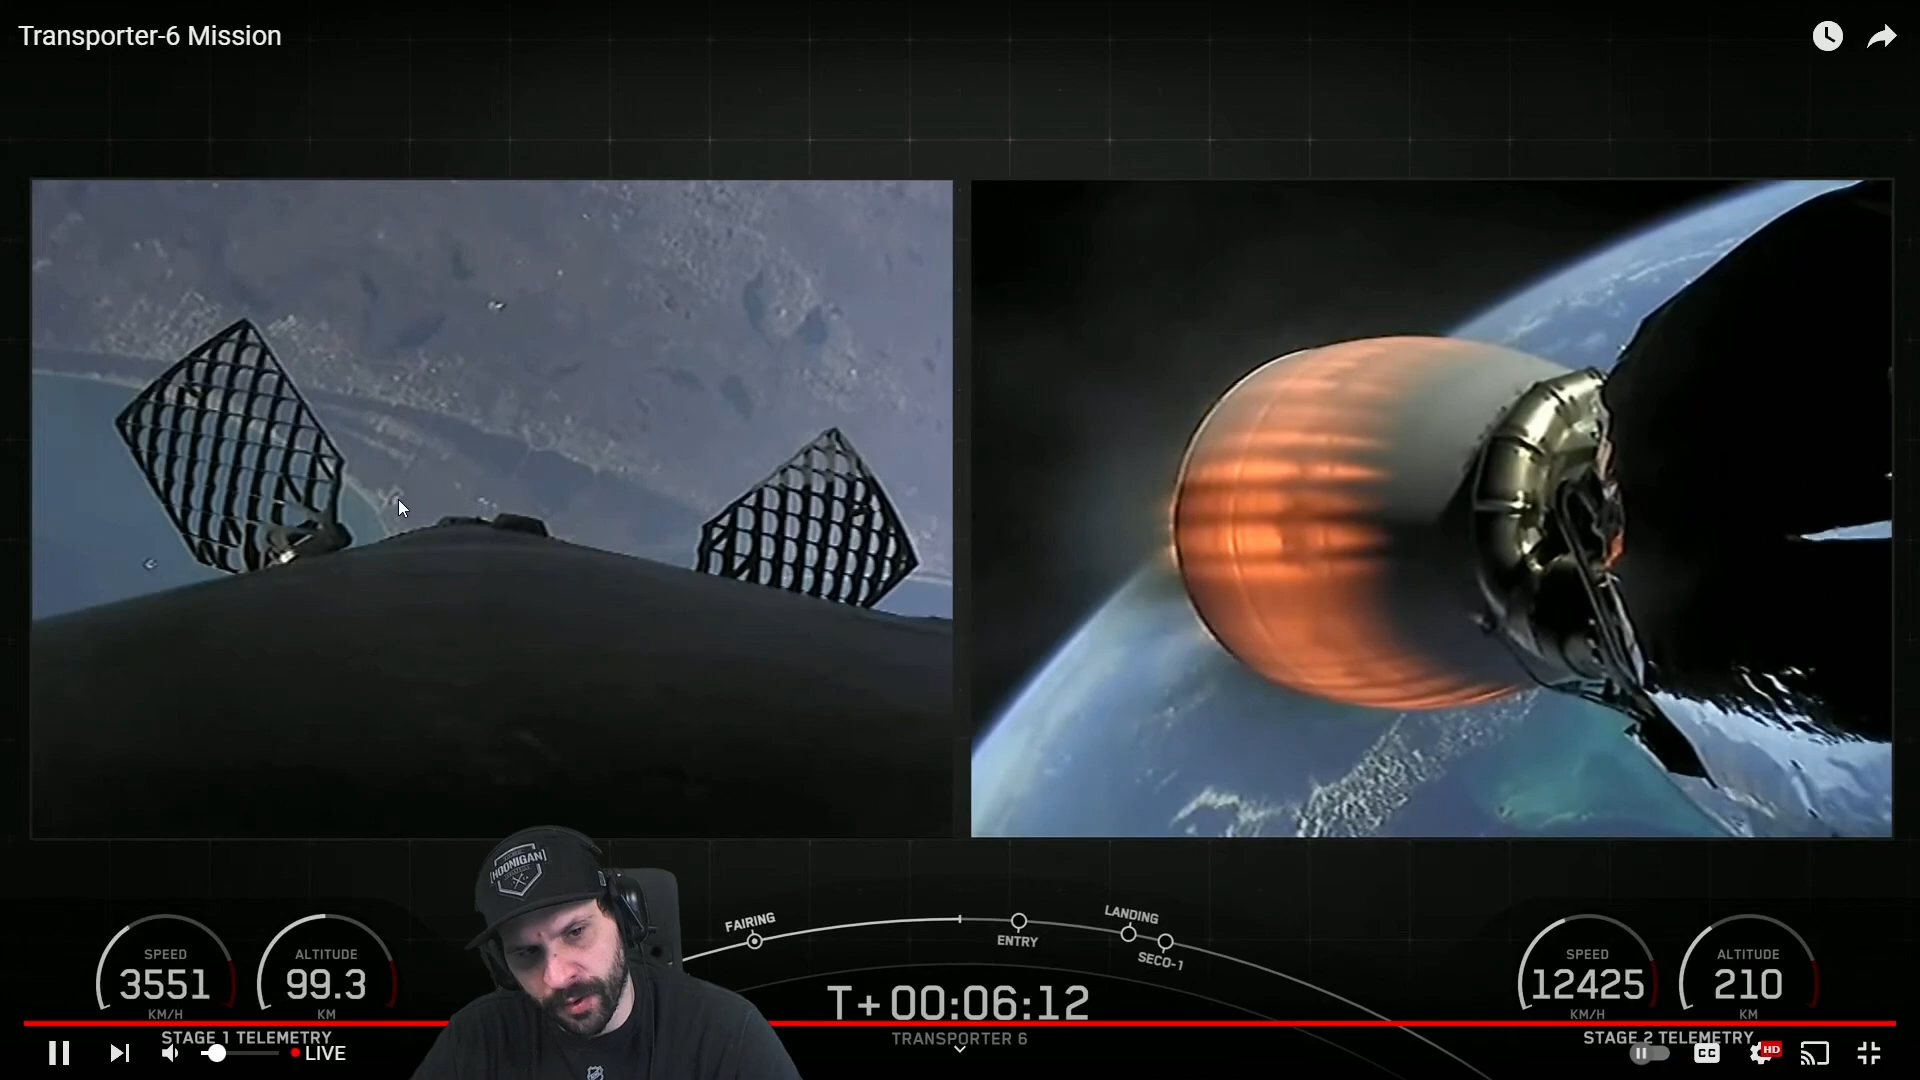 Transporter-6 Mission
HOONIGAN
FAIRING
ENTRY
LANDING
SECO-1
SPEED
3551
KM/H
ALTITUDE
99.3
KM
STAGE 1 TELEMETRY
T+00:06:12
TRANSPORTER 6
SPEED
12425
KM/H
ALTITUDE
210
KM
STAGE 2 TELEMETRY
LIVE
CC
HD